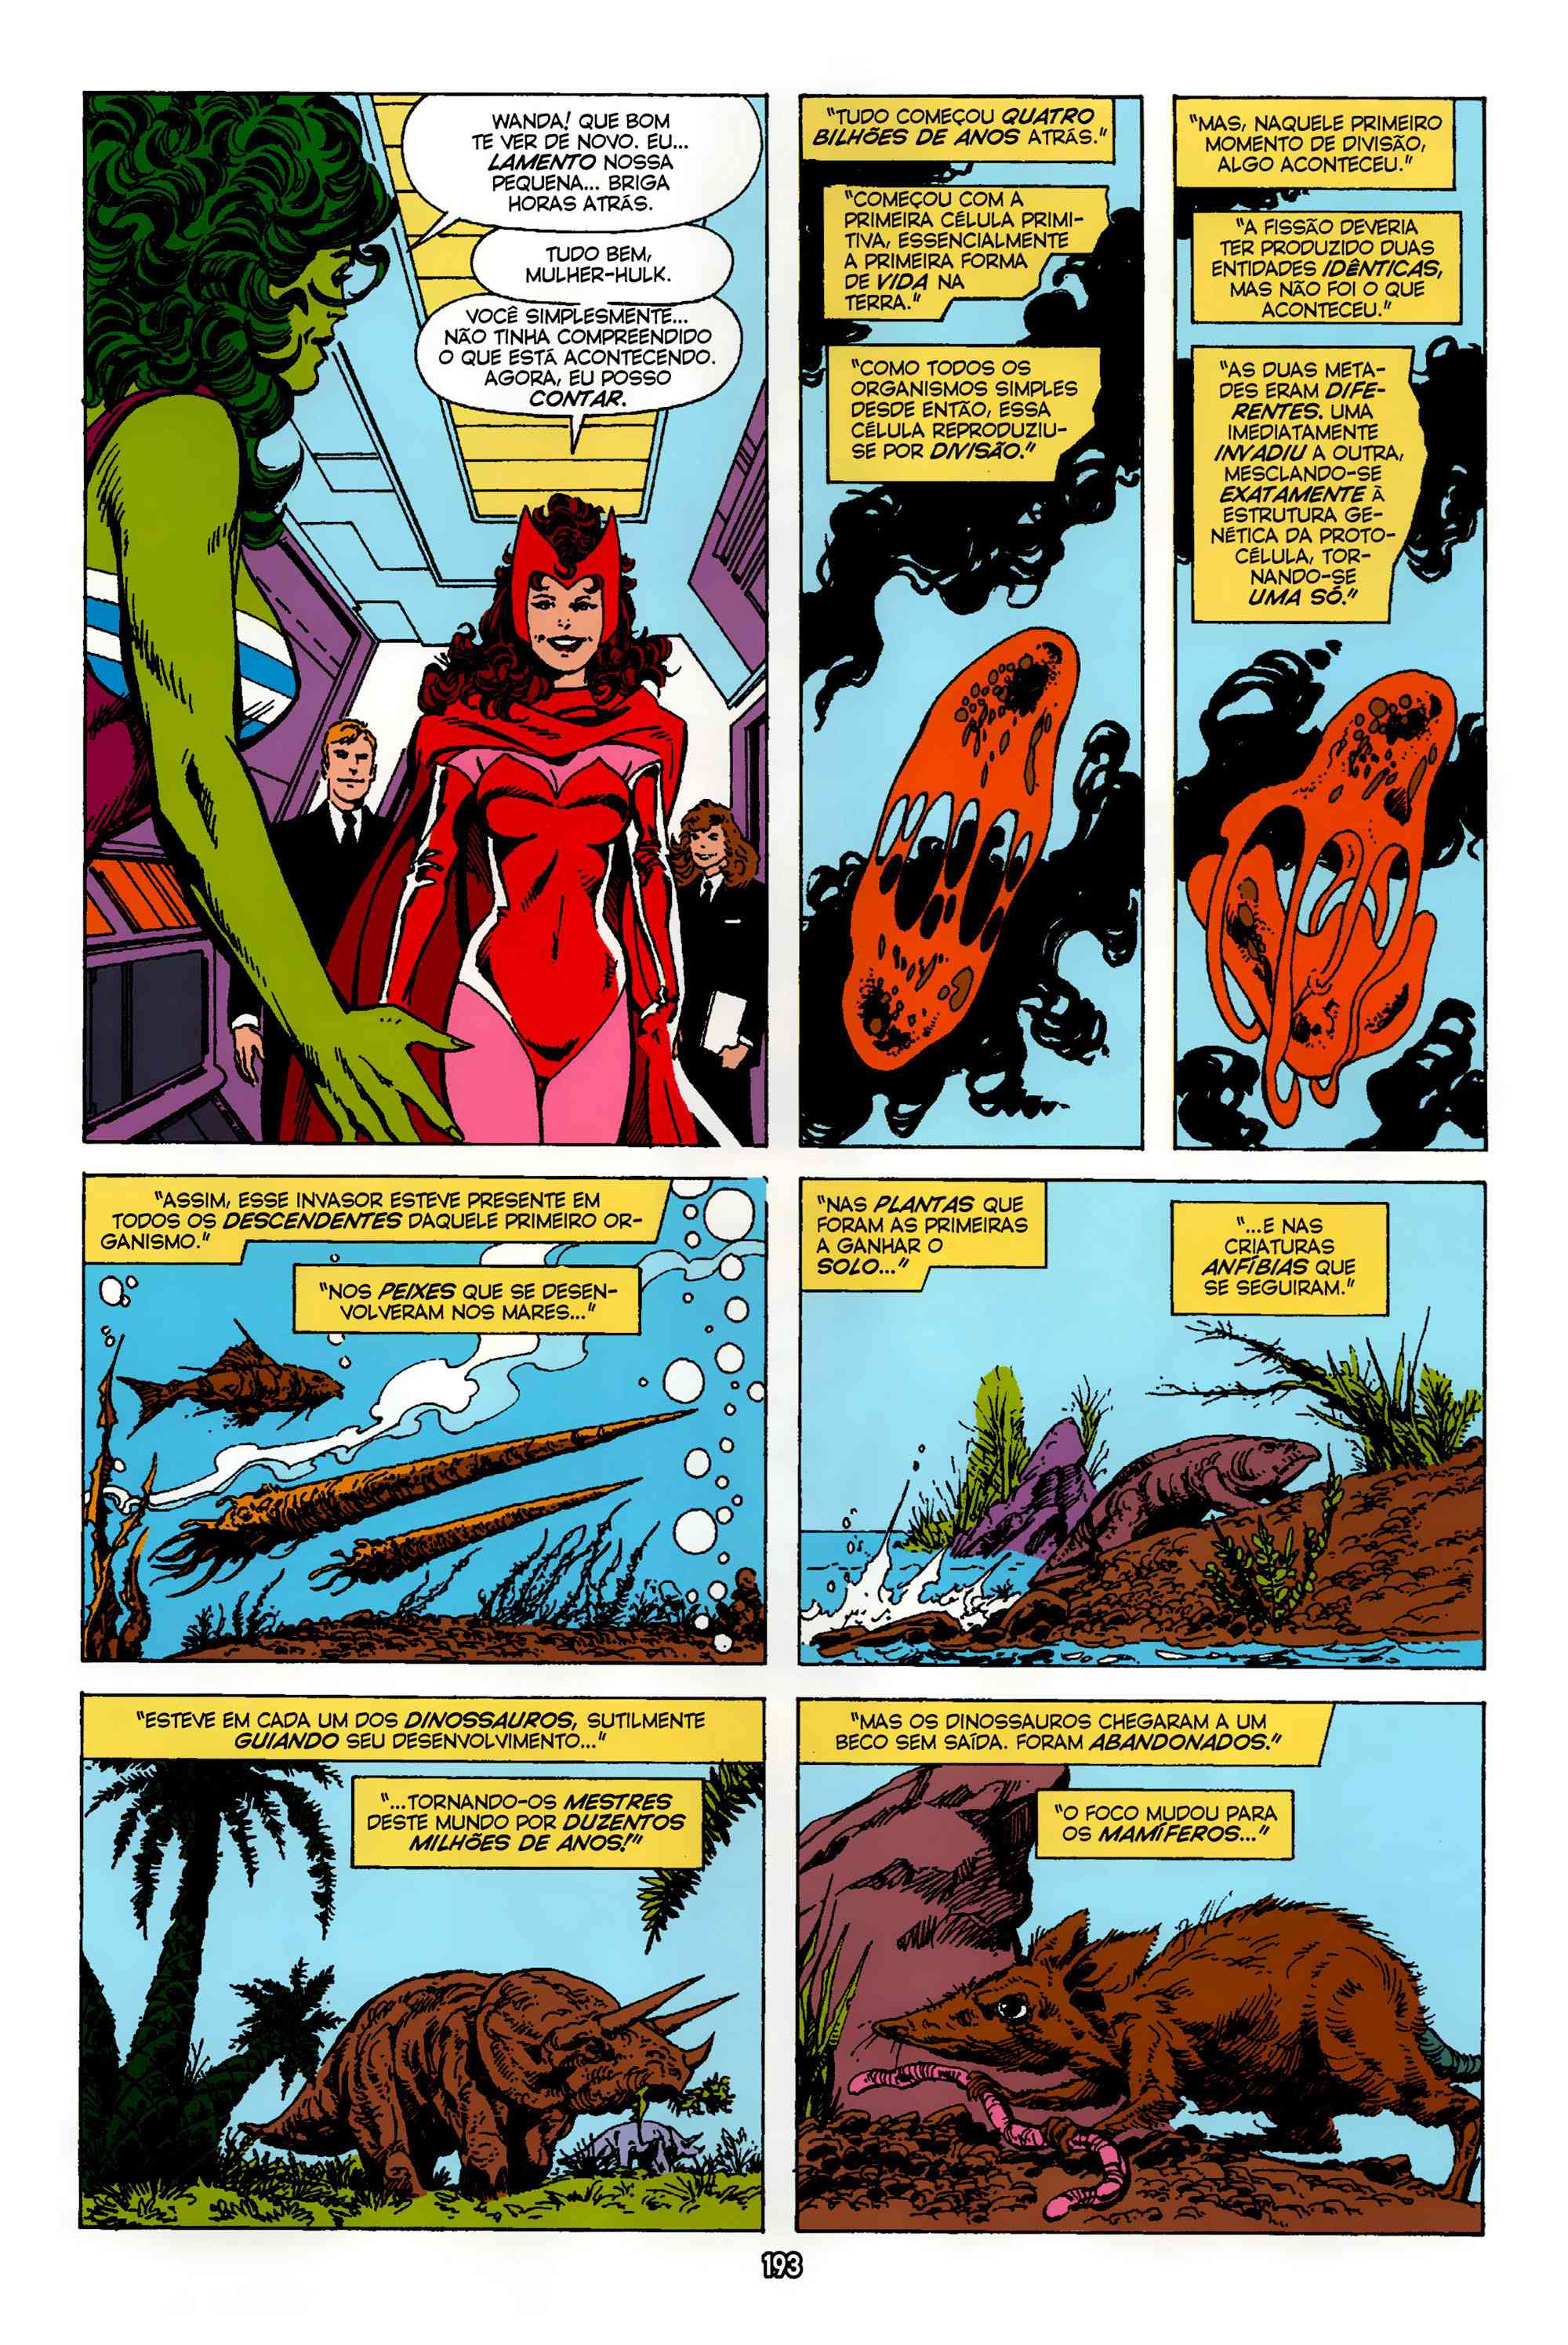 WANDA! QUE BOM
TE VER DE NOVO. EU...
LAMENTO NOSSA
PEQUENA... BRIGA
HORAS ATRÁS.
TUDO BEM,
MULHER-HULK.
VOCÊ SIMPLESMENTE...
NÃO TINHA COMPREENDIDO
O QUE ESTÁ ACONTECENDO.
AGORA, EU POSSO
CONTAR.
"TUDO COMEÇOU QUATRO
BILHÕES DE ANOS ATRÁS."
"COMEÇOU COM A
PRIMEIRA CÉLULA PRIMI-
TIVA, ESSENCIALMENTE
A PRIMEIRA FORMA
DE VIDA NA
TERRA."
"COMO TODOS OS
ORGANISMOS SIMPLES
DESDE ENTÃO, ESSA
CÉLULA REPRODUZIU-
SE POR DIVISÃO."
"MAS, NAQUELE PRIMEIRO
MOMENTO DE DIVISÃO,
ALGO ACONTECEU."
"A FISSÃO DEVERIA
TER PRODUZIDO DUAS
ENTIDADES IDÊNTICAS,
MAS NÃO FOI O QUE
ACONTECEU."
"AS DUAS META-
DES ERAM DIFE-
RENTES. UMA
IMEDIATAMENTE
INVADIU A OUTRA,
MESCLANDO-SE
EXATAMENTE À
ESTRUTURA GE-
NÉTICA DA PROTO-
CÉLULA, TOR-
NANDO-SE
UMA SÓ."
"ASSIM, ESSE INVASOR ESTEVE PRESENTE EM
TODOS OS DESCENDENTES DAQUELE PRIMEIRO OR-
GANISMO."
"NOS PEIXES QUE SE DESEN-
VOLVERAM NOS MARES..."
"NAS PLANTAS QUE
FORAM AS PRIMEIRAS
A GANHAR O
SOLO..."
"...E NAS
CRIATURAS
ANFÍBIAS QUE
SE SEGUIRAM."
"ESTEVE EM CADA UM DOS DINOSSAUROS, SUTILMENTE
GUIANDO SEU DESENVOLVIMENTO..."
"...TORNANDO-OS MESTRES
DESTE MUNDO POR DUZENTOS
MILHÕES DE ANOS!"
"MAS OS DINOSSAUROS CHEGARAM A UM
BECO SEM SAÍDA. FORAM ABANDONADOS."
"O FOCO MUDOU PARA
OS MAMÍFEROS..."
193